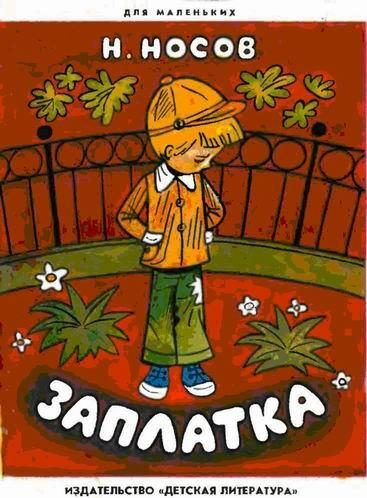 ДЛЯ МАЛЕНЬКИХ
Н. НОСОВ
ЗАПЛАТКА
ИЗДАТЕЛЬСТВО «ДЕТСКАЯ ЛИТЕРАТУРА»